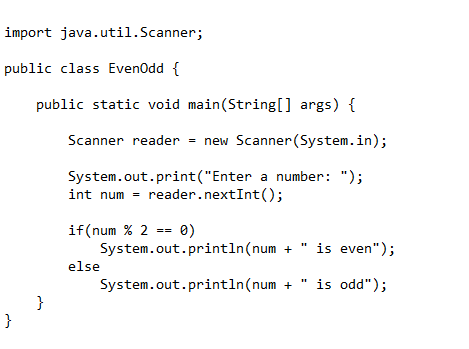 import java.util.Scanner;
public class EvenOdd {
public static void main(String[] args) {
Scanner reader = new Scanner(System.in);
System.out.print("Enter a number: ");
int num = reader.nextInt();
if(num % 2 == 0)
System.out.println(num + " is even");
else
System.out.println(num + " is odd");
}
}